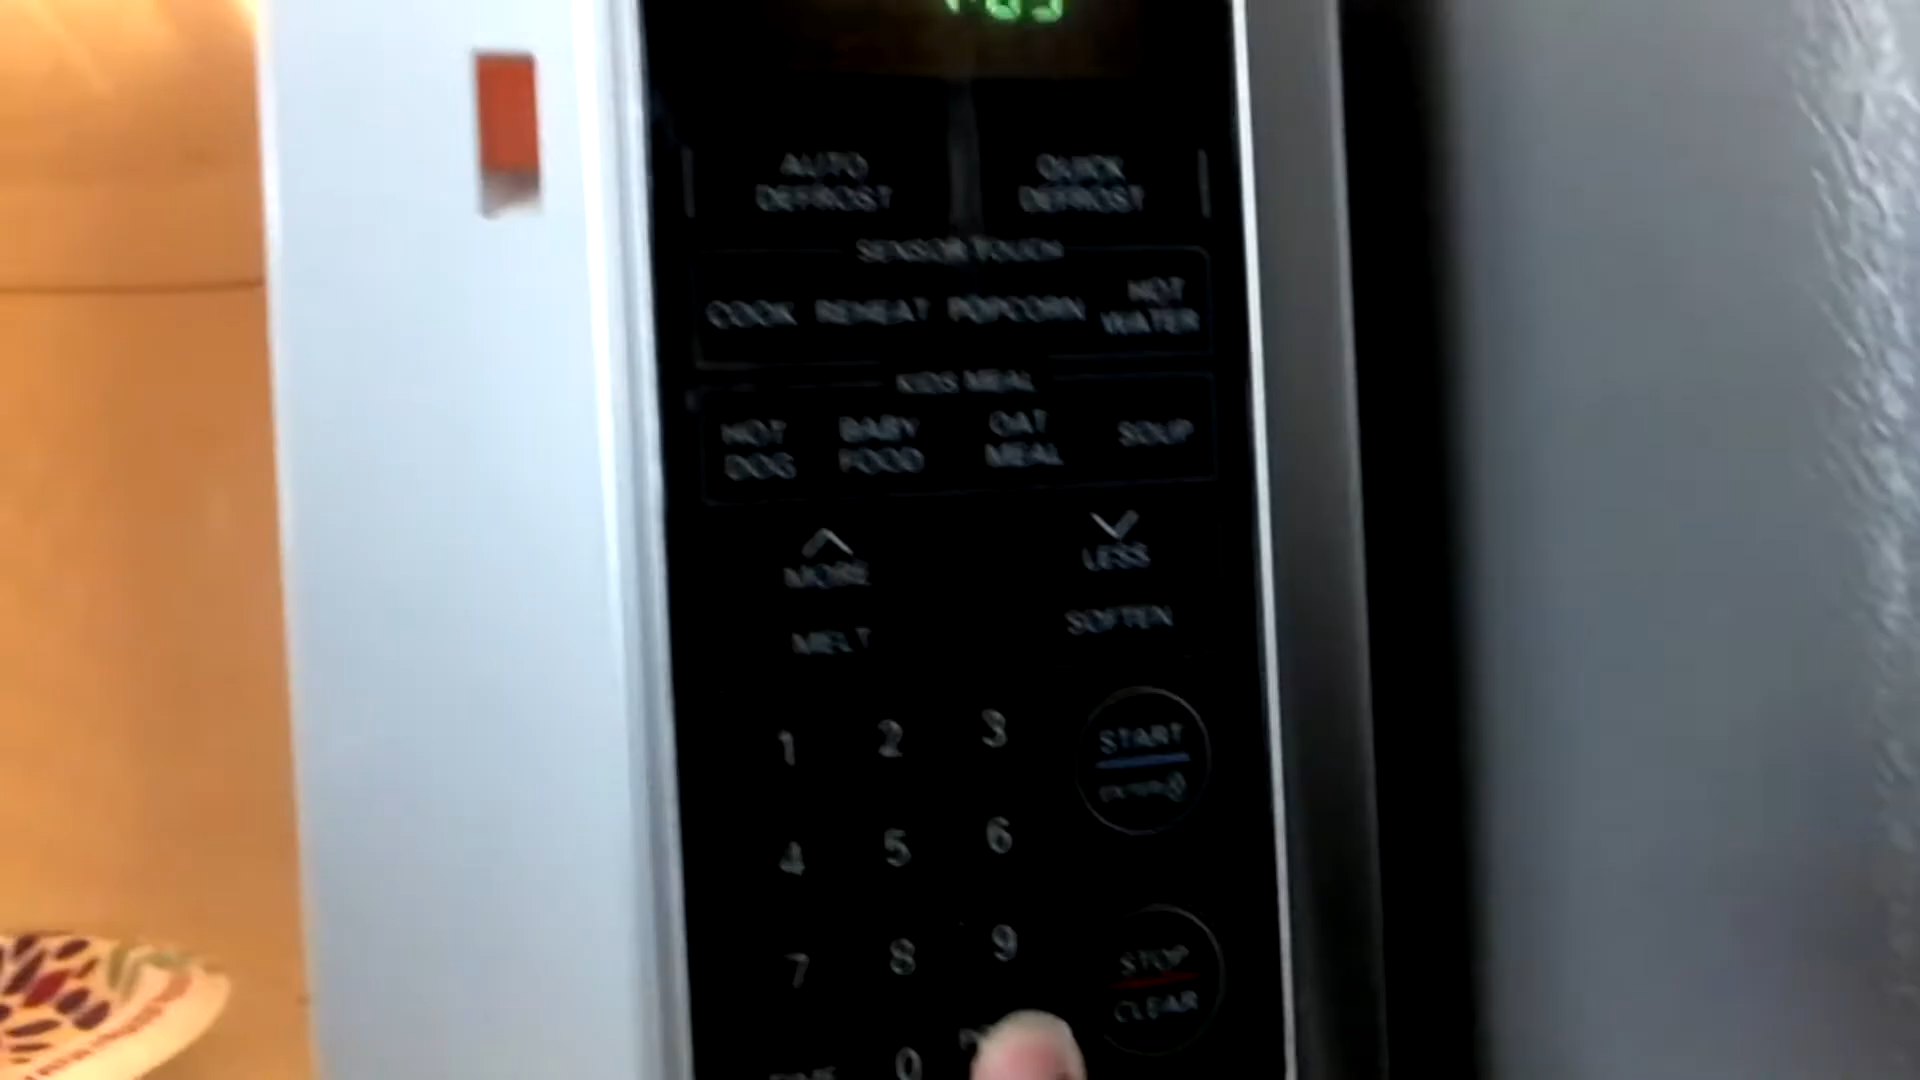 AUTO
DEFROST
QUICK
DEFROST
SENSOR TOUCH
COOK REHEAT POPCORN HOT
WATER
KIDS MEAL
HOT
DOG
BABY
FOOD
OAT
MEAL
SOUP
MORE
LESS
MELT
SOFTEN
1 2 3
START
4 5 6
7 8 9
STOP
CLEAR
0